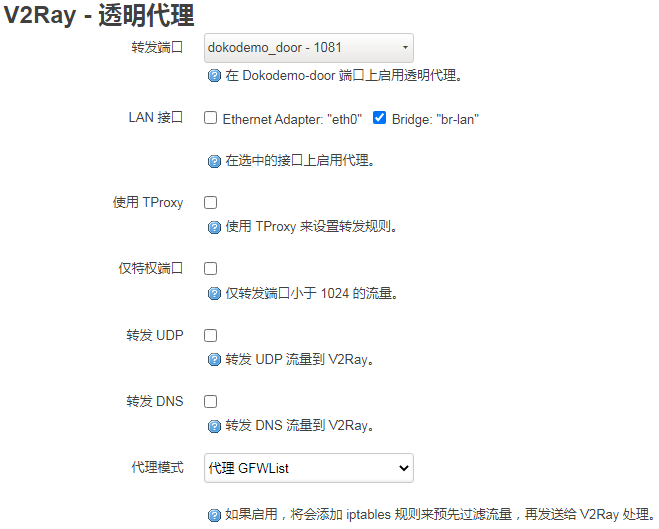 V2Ray - 透明代理
转发端口 dokodemo_door - 1081
在 Dokodemo-door 端口上启用透明代理。
LAN 接口 Ethernet Adapter: "eth0" Bridge: "br-lan"
在选中的接口上启用代理。
使用 TProxy
使用 TProxy 来设置转发规则。
仅特权端口
仅转发端口小于 1024 的流量。
转发 UDP
转发 UDP 流量到 V2Ray。
转发 DNS
转发 DNS 流量到 V2Ray。
代理模式 代理 GFWList
如果启用，将会添加 iptables 规则来预先过滤流量，再发送给 V2Ray 处理。